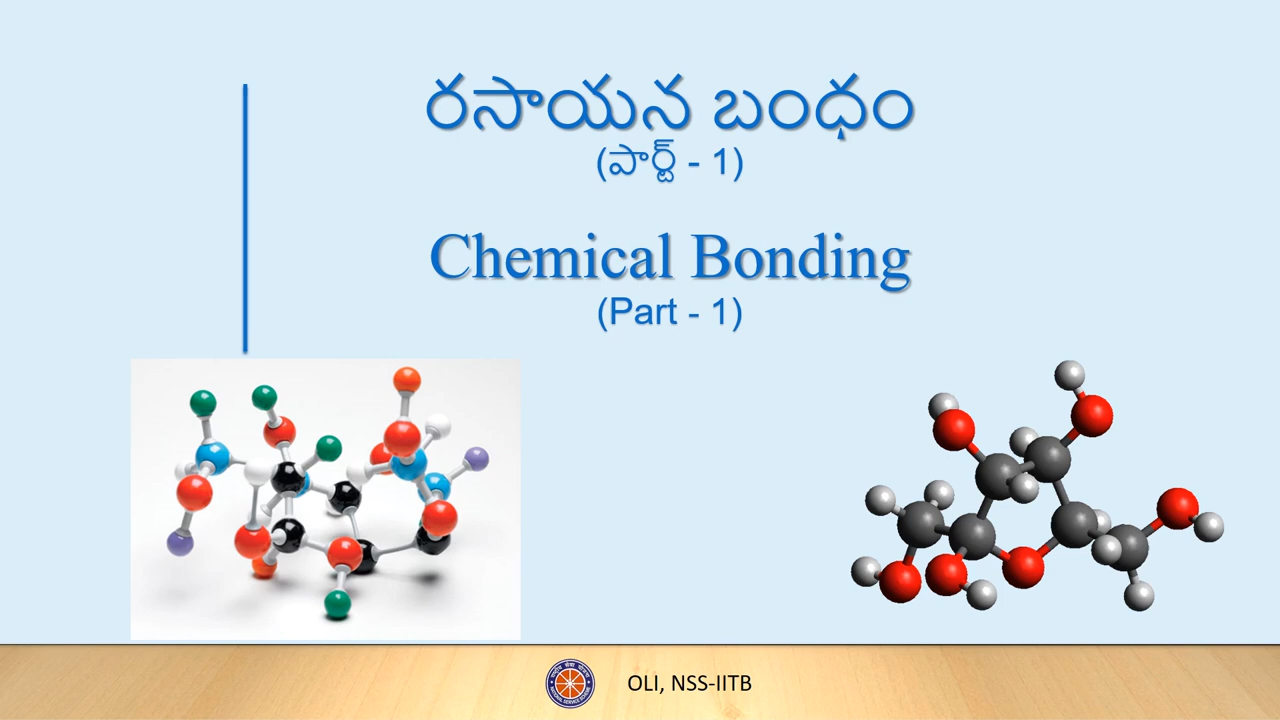 రసాయన బంధం
(పార్ట్ - 1)
Chemical Bonding
(Part - 1)
OLI, NSS-IITB